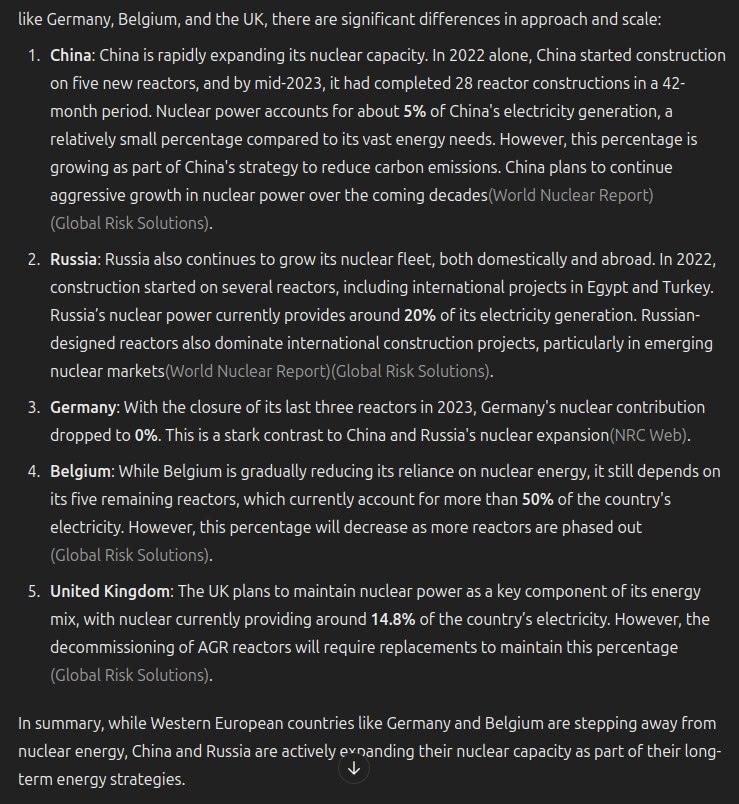 like Germany, Belgium, and the UK, there are significant differences in approach and scale:
1. China: China is rapidly expanding its nuclear capacity. In 2022 alone, China started construction
on five new reactors, and by mid-2023, it had completed 28 reactor constructions in a 42-
month period. Nuclear power accounts for about 5% of China's electricity generation, a
relatively small percentage compared to its vast energy needs. However, this percentage is
growing as part of China's strategy to reduce carbon emissions. China plans to continue
aggressive growth in nuclear power over the coming decades(World Nuclear Report)
(Global Risk Solutions).
2. Russia: Russia also continues to grow its nuclear fleet, both domestically and abroad. In 2022,
construction started on several reactors, including international projects in Egypt and Turkey.
Russia’s nuclear power currently provides around 20% of its electricity generation. Russian-
designed reactors also dominate international construction projects, particularly in emerging
nuclear markets(World Nuclear Report)(Global Risk Solutions).
3. Germany: With the closure of its last three reactors in 2023, Germany's nuclear contribution
dropped to 0%. This is a stark contrast to China and Russia's nuclear expansion(NRC Web).
4. Belgium: While Belgium is gradually reducing its reliance on nuclear energy, it still depends on
its five remaining reactors, which currently account for more than 50% of the country's
electricity. However, this percentage will decrease as more reactors are phased out
(Global Risk Solutions).
5. United Kingdom: The UK plans to maintain nuclear power as a key component of its energy
mix, with nuclear currently providing around 14.8% of the country’s electricity. However, the
decommissioning of AGR reactors will require replacements to maintain this percentage
(Global Risk Solutions).
In summary, while Western European countries like Germany and Belgium are stepping away from
nuclear energy, China and Russia are actively expanding their nuclear capacity as part of their long-
term energy strategies.